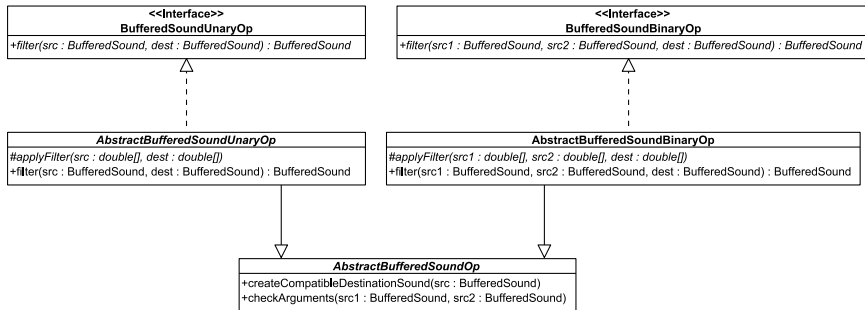 <<Interface>>
BufferedSoundUnaryOp
+filter(src : BufferedSound, dest : BufferedSound) : BufferedSound
<<Interface>>
BufferedSoundBinaryOp
+filter(src1 : BufferedSound, src2 : BufferedSound, dest : BufferedSound) : BufferedSound
AbstractBufferedSoundUnaryOp
#applyFilter(src : double[], dest : double[])
+filter(src : BufferedSound, dest : BufferedSound) : BufferedSound
AbstractBufferedSoundBinaryOp
#applyFilter(src1 : double[], src2 : double[], dest : double[])
+filter(src1 : BufferedSound, src2 : BufferedSound, dest : BufferedSound) : BufferedSound
AbstractBufferedSoundOp
+createCompatibleDestinationSound(src : BufferedSound)
+checkArguments(src1 : BufferedSound, src2 : BufferedSound)